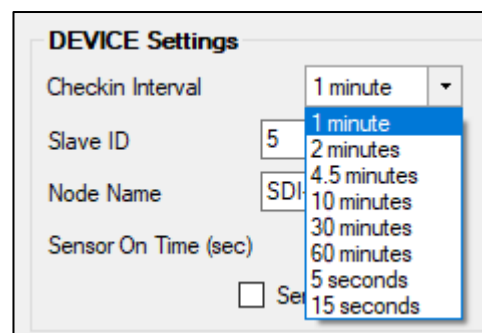 DEVICE Settings
Checkin Interval 1 minute
1 minute
Slave ID 5
2 minutes
4.5 minutes
Node Name SDI-
10 minutes
30 minutes
Sensor On Time (sec)
60 minutes
5 seconds
15 seconds